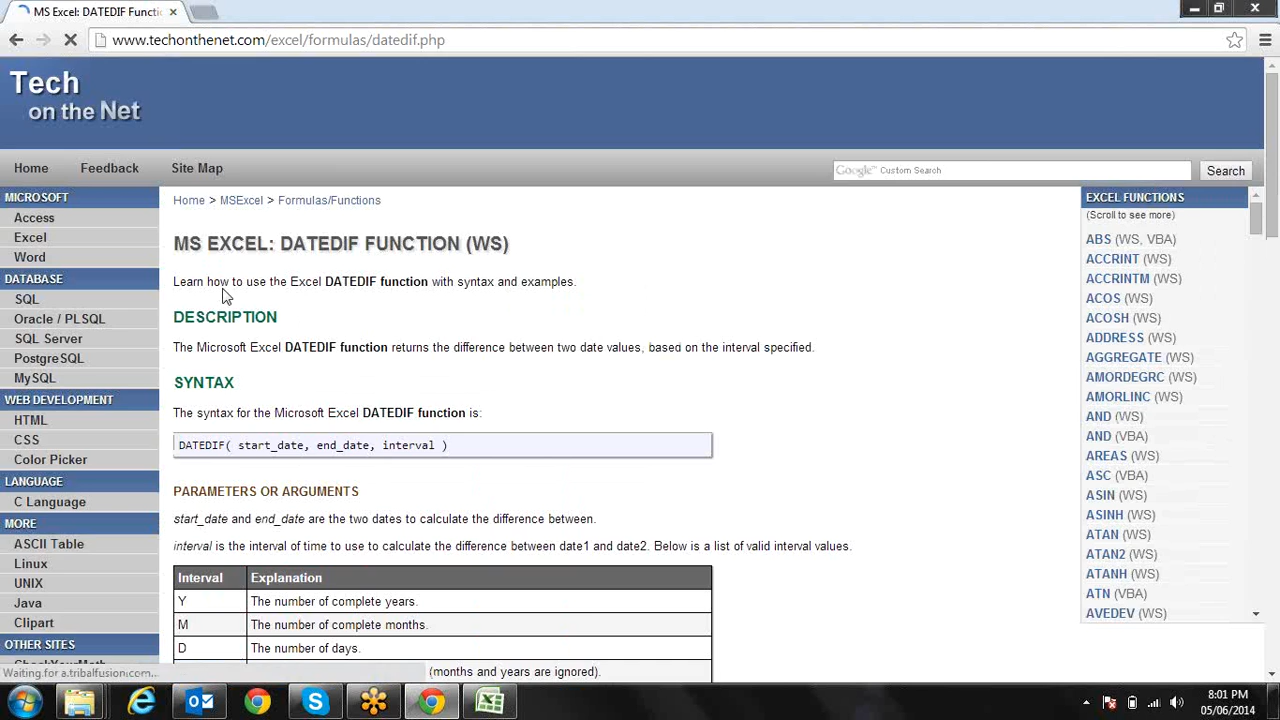 MS Excel: DATEDIF Functi
www.techonthenet.com/excel/formulas/datedif.php
Tech
on the Net
Home
Feedback
Site Map
Google™ Custom Search
Search
MICROSOFT
Access
Excel
Word
DATABASE
SQL
Oracle / PLSQL
SQL Server
PostgreSQL
MySQL
WEB DEVELOPMENT
HTML
CSS
Color Picker
LANGUAGE
C Language
MORE
ASCII Table
Linux
UNIX
Java
Clipart
OTHER SITES
CheckYourMath
Home > MSExcel > Formulas/Functions
MS EXCEL: DATEDIF FUNCTION (WS)
Learn how to use the Excel DATEDIF function with syntax and examples.
DESCRIPTION
The Microsoft Excel DATEDIF function returns the difference between two date values, based on the interval specified.
SYNTAX
The syntax for the Microsoft Excel DATEDIF function is:
DATEDIF( start_date, end_date, interval )
PARAMETERS OR ARGUMENTS
start_date and end_date are the two dates to calculate the difference between.
interval is the interval of time to use to calculate the difference between date1 and date2. Below is a list of valid interval values.
Interval Explanation
Y The number of complete years.
M The number of complete months.
D The number of days.
(months and years are ignored).
EXCEL FUNCTIONS
(Scroll to see more)
ABS (WS, VBA)
ACCRINT (WS)
ACCRINTM (WS)
ACOS (WS)
ACOSH (WS)
ADDRESS (WS)
AGGREGATE (WS)
AMORDEGRC (WS)
AMORLINC (WS)
AND (WS)
AND (VBA)
AREAS (WS)
ASC (VBA)
ASIN (WS)
ASINH (WS)
ATAN (WS)
ATAN2 (WS)
ATANH (WS)
ATN (VBA)
AVEDEV (WS)
Waiting for a.tribalfusion.com...
8:01 PM
05/06/2014